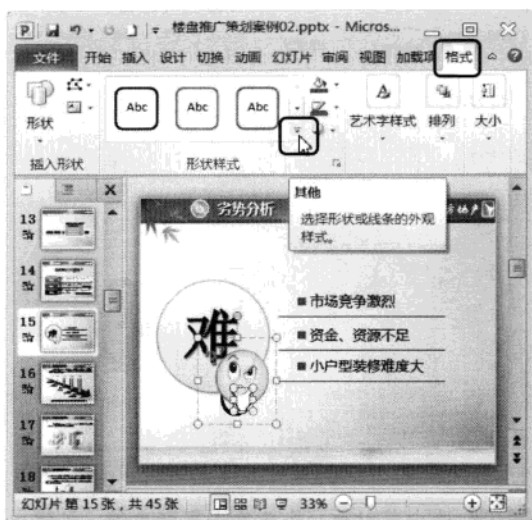 楼盘推广策划案例02.pptx - Micros...
文件 开始 插入 设计 切换 动画 幻灯片 审阅 视图 加载项 格式
形状
Abc Abc Abc
艺术字样式 排列 大小
插入形状 形状样式
其他
选择形状或线条的外观
样式。
13
14
15
16
17
18
劣势分析
难
■ 市场竞争激烈
■ 资金、资源不足
■ 小户型装修难度大
幻灯片 第 15 张，共 45 张 33%